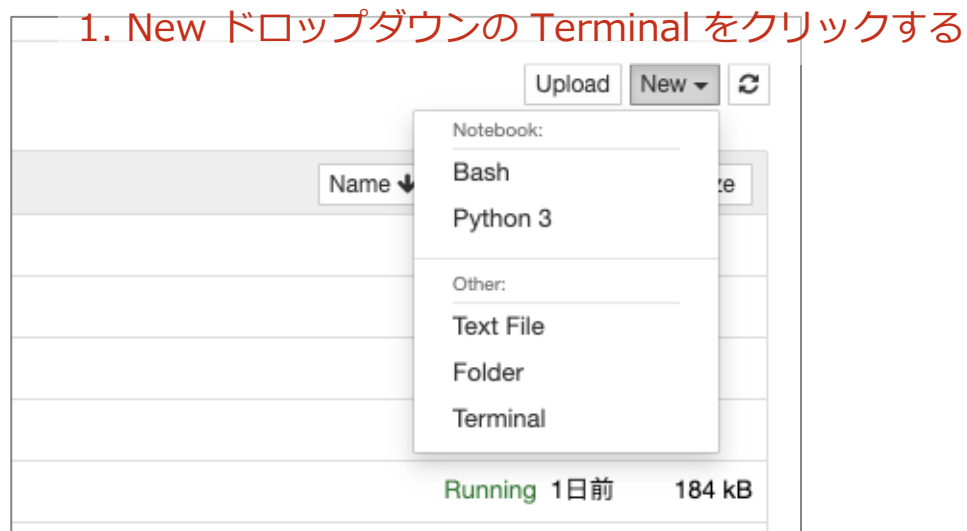 1. New ドロップダウンの Terminal をクリックする
Upload New
Notebook:
Name
Bash
Python 3
Other:
Text File
Folder
Terminal
Running 1日前 184 kB